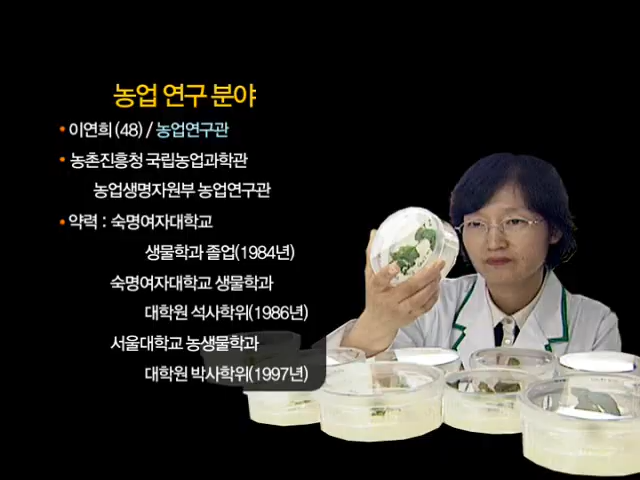 농업 연구 분야
• 이연희 (48) / 농업연구관
• 농촌진흥청 국립농업과학관
농업생명자원부 농업연구관
• 약력 : 숙명여자대학교
생물학과 졸업(1984년)
숙명여자대학교 생물학과
대학원 석사학위(1986년)
서울대학교 농생물학과
대학원 박사학위(1997년)